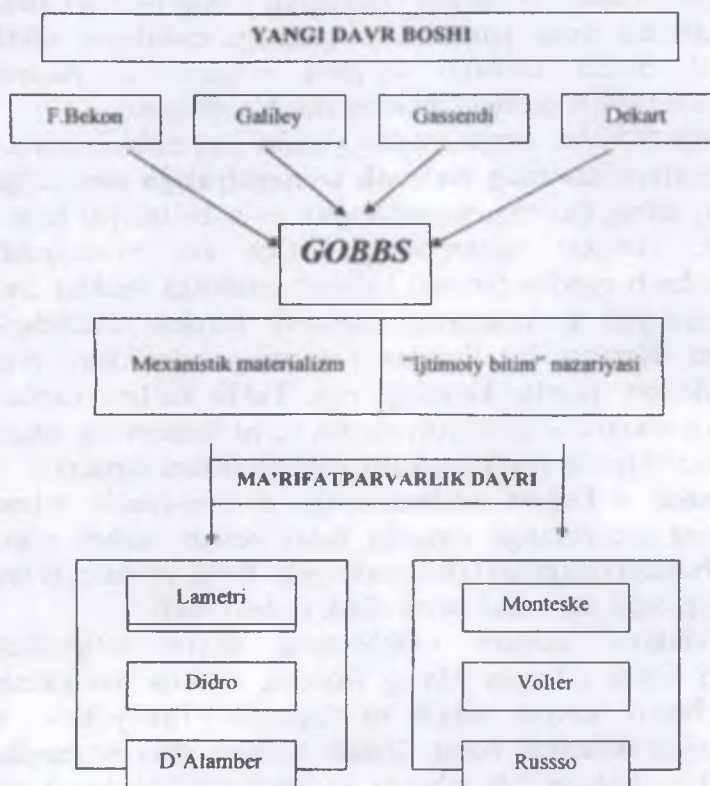 YANGI DAVR BOSHI
F.Bekon
Galiley
Gassendi
Dekart
GOBBS
Mexanistik materializm
"Ijtimoiy bitim" nazariyasi
MA'RIFATPARVARLIK DAVRI
Lametri
Monteske
Didro
Volter
D'Alamber
Russso